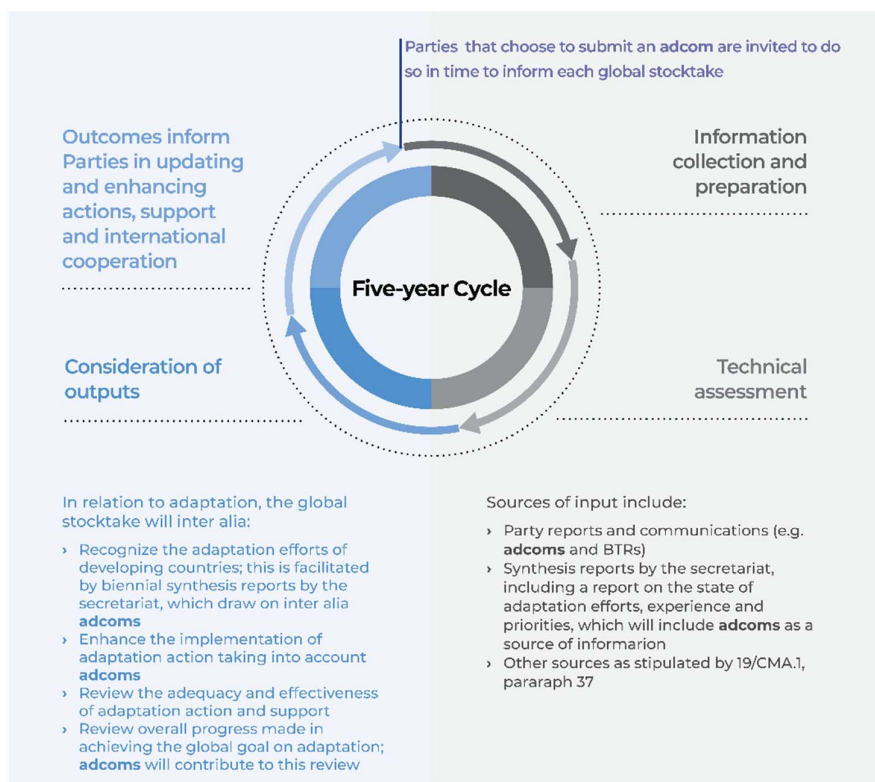 Parties that choose to submit an adcom are invited to do
so in time to inform each global stocktake
Outcomes inform
Parties in updating
and enhancing
actions, support
and international
cooperation
Information
collection and
preparation
Five-year Cycle
Consideration of
outputs
Technical
assessment
In relation to adaptation, the global
stocktake will inter alia:
› Recognize the adaptation efforts of
developing countries; this is facilitated
by biennial synthesis reports by the
secretariat, which draw on inter alia
adcoms
› Enhance the implementation of
adaptation action taking into account
adcoms
› Review the adequacy and effectiveness
of adaptation action and support
› Review overall progress made in
achieving the global goal on adaptation;
adcoms will contribute to this review
Sources of input include:
› Party reports and communications (e.g.
adcoms and BTRs)
› Synthesis reports by the secretariat,
including a report on the state of
adaptation efforts, experience and
priorities, which will include adcoms as a
source of informarion
› Other sources as stipulated by 19/CMA.1,
pararaph 37